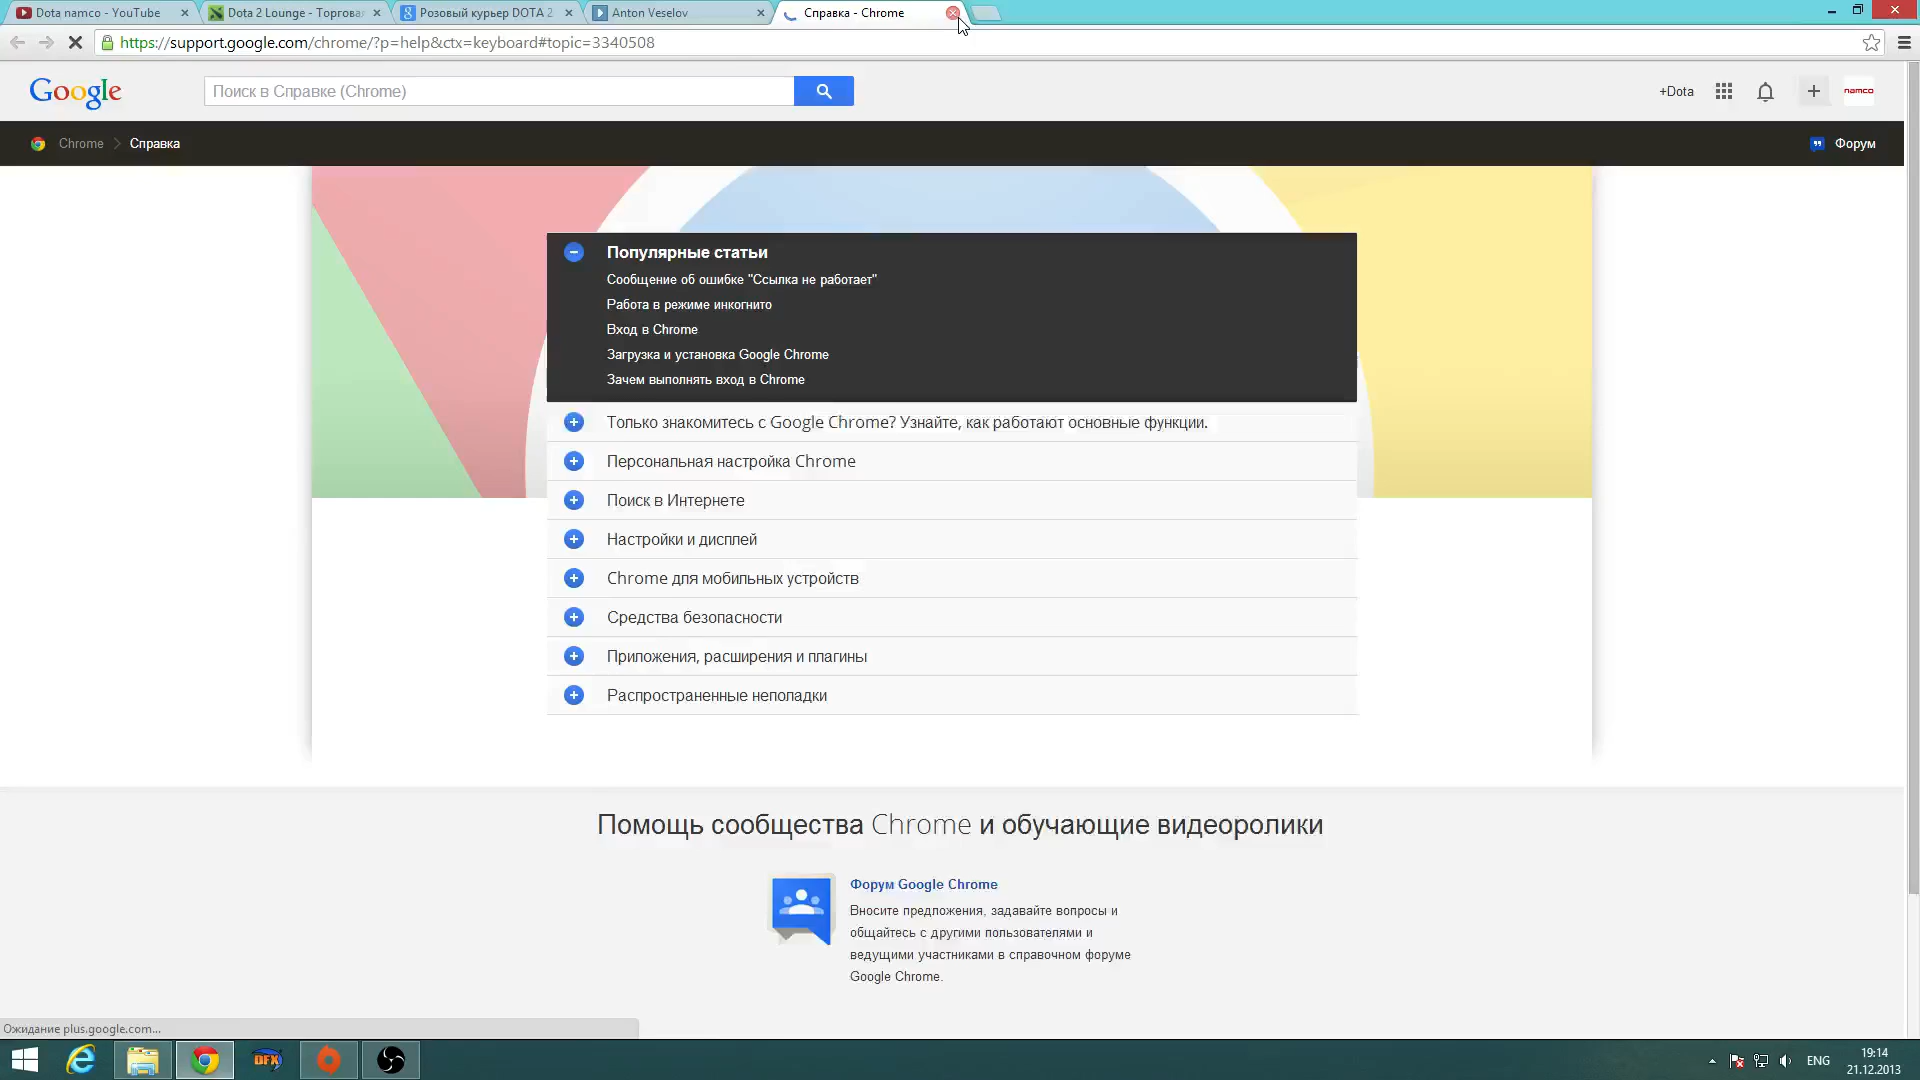 Dota namco - YouTube
Dota 2 Lounge - Торгова
Розовый курьер DOTA 2
Anton Veselov
Справка - Chrome
https://support.google.com/chrome/?p=help&ctx=keyboard#topic=3340508
Google
Поиск в Справке (Chrome)
+Dota
namco
Chrome
Справка
Форум
Популярные статьи
Сообщение об ошибке "Ссылка не работает"
Работа в режиме инкогнито
Вход в Chrome
Загрузка и установка Google Chrome
Зачем выполнять вход в Chrome
Только знакомитесь с Google Chrome? Узнайте, как работают основные функции.
Персональная настройка Chrome
Поиск в Интернете
Настройки и дисплей
Chrome для мобильных устройств
Средства безопасности
Приложения, расширения и плагины
Распространенные неполадки
Помощь сообщества Chrome и обучающие видеоролики
Форум Google Chrome
Вносите предложения, задавайте вопросы и
общайтесь с другими пользователями и
ведущими участниками в справочном форуме
Google Chrome.
Ожидание plus.google.com...
DFX
ENG
19:14
21.12.2013